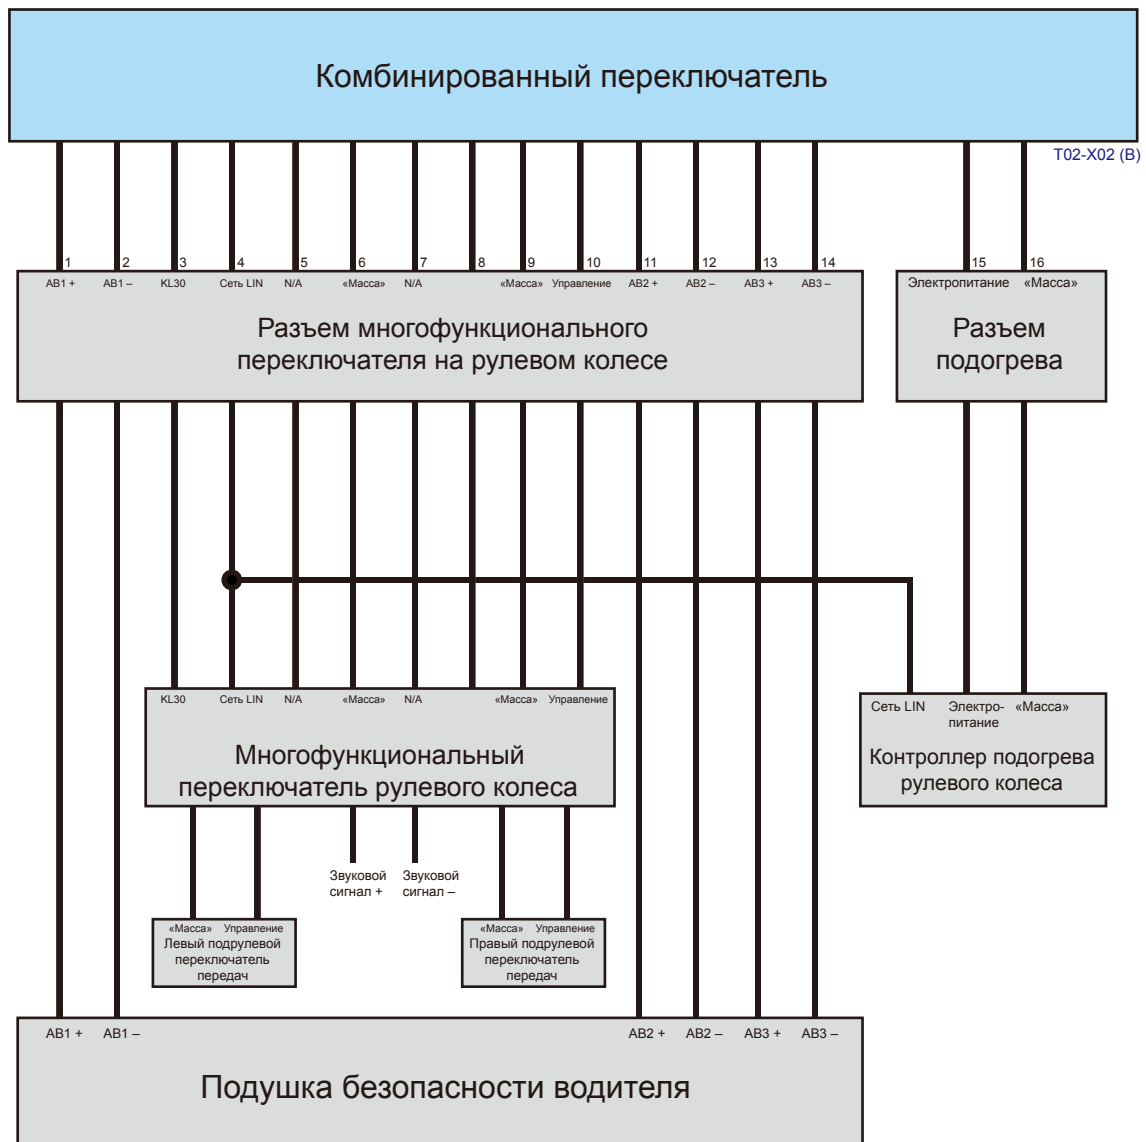 Комбинированный переключатель
T02-X02 (B)
1 2 3 4 5 6 7 8 9 10 11 12 13 14 15 16
AB1 + AB1 – KL30 Сеть LIN N/A «Масса» N/A «Масса» Управление AB2 + AB2 – AB3 + AB3 – Электропитание «Масса»
Разъем многофункционального
переключателя на рулевом колесе
Разъем
подогрева
KL30 Сеть LIN N/A «Масса» N/A «Масса» Управление
Многофункциональный
переключатель рулевого колеса
Сеть LIN Электро- «Масса»
питание
Контроллер подогрева
рулевого колеса
Звуковой
сигнал +
Звуковой
сигнал –
«Масса» Управление
Левый подрулевой
переключатель
передач
«Масса» Управление
Правый подрулевой
переключатель
передач
AB1 + AB1 – AB2 + AB2 – AB3 + AB3 –
Подушка безопасности водителя